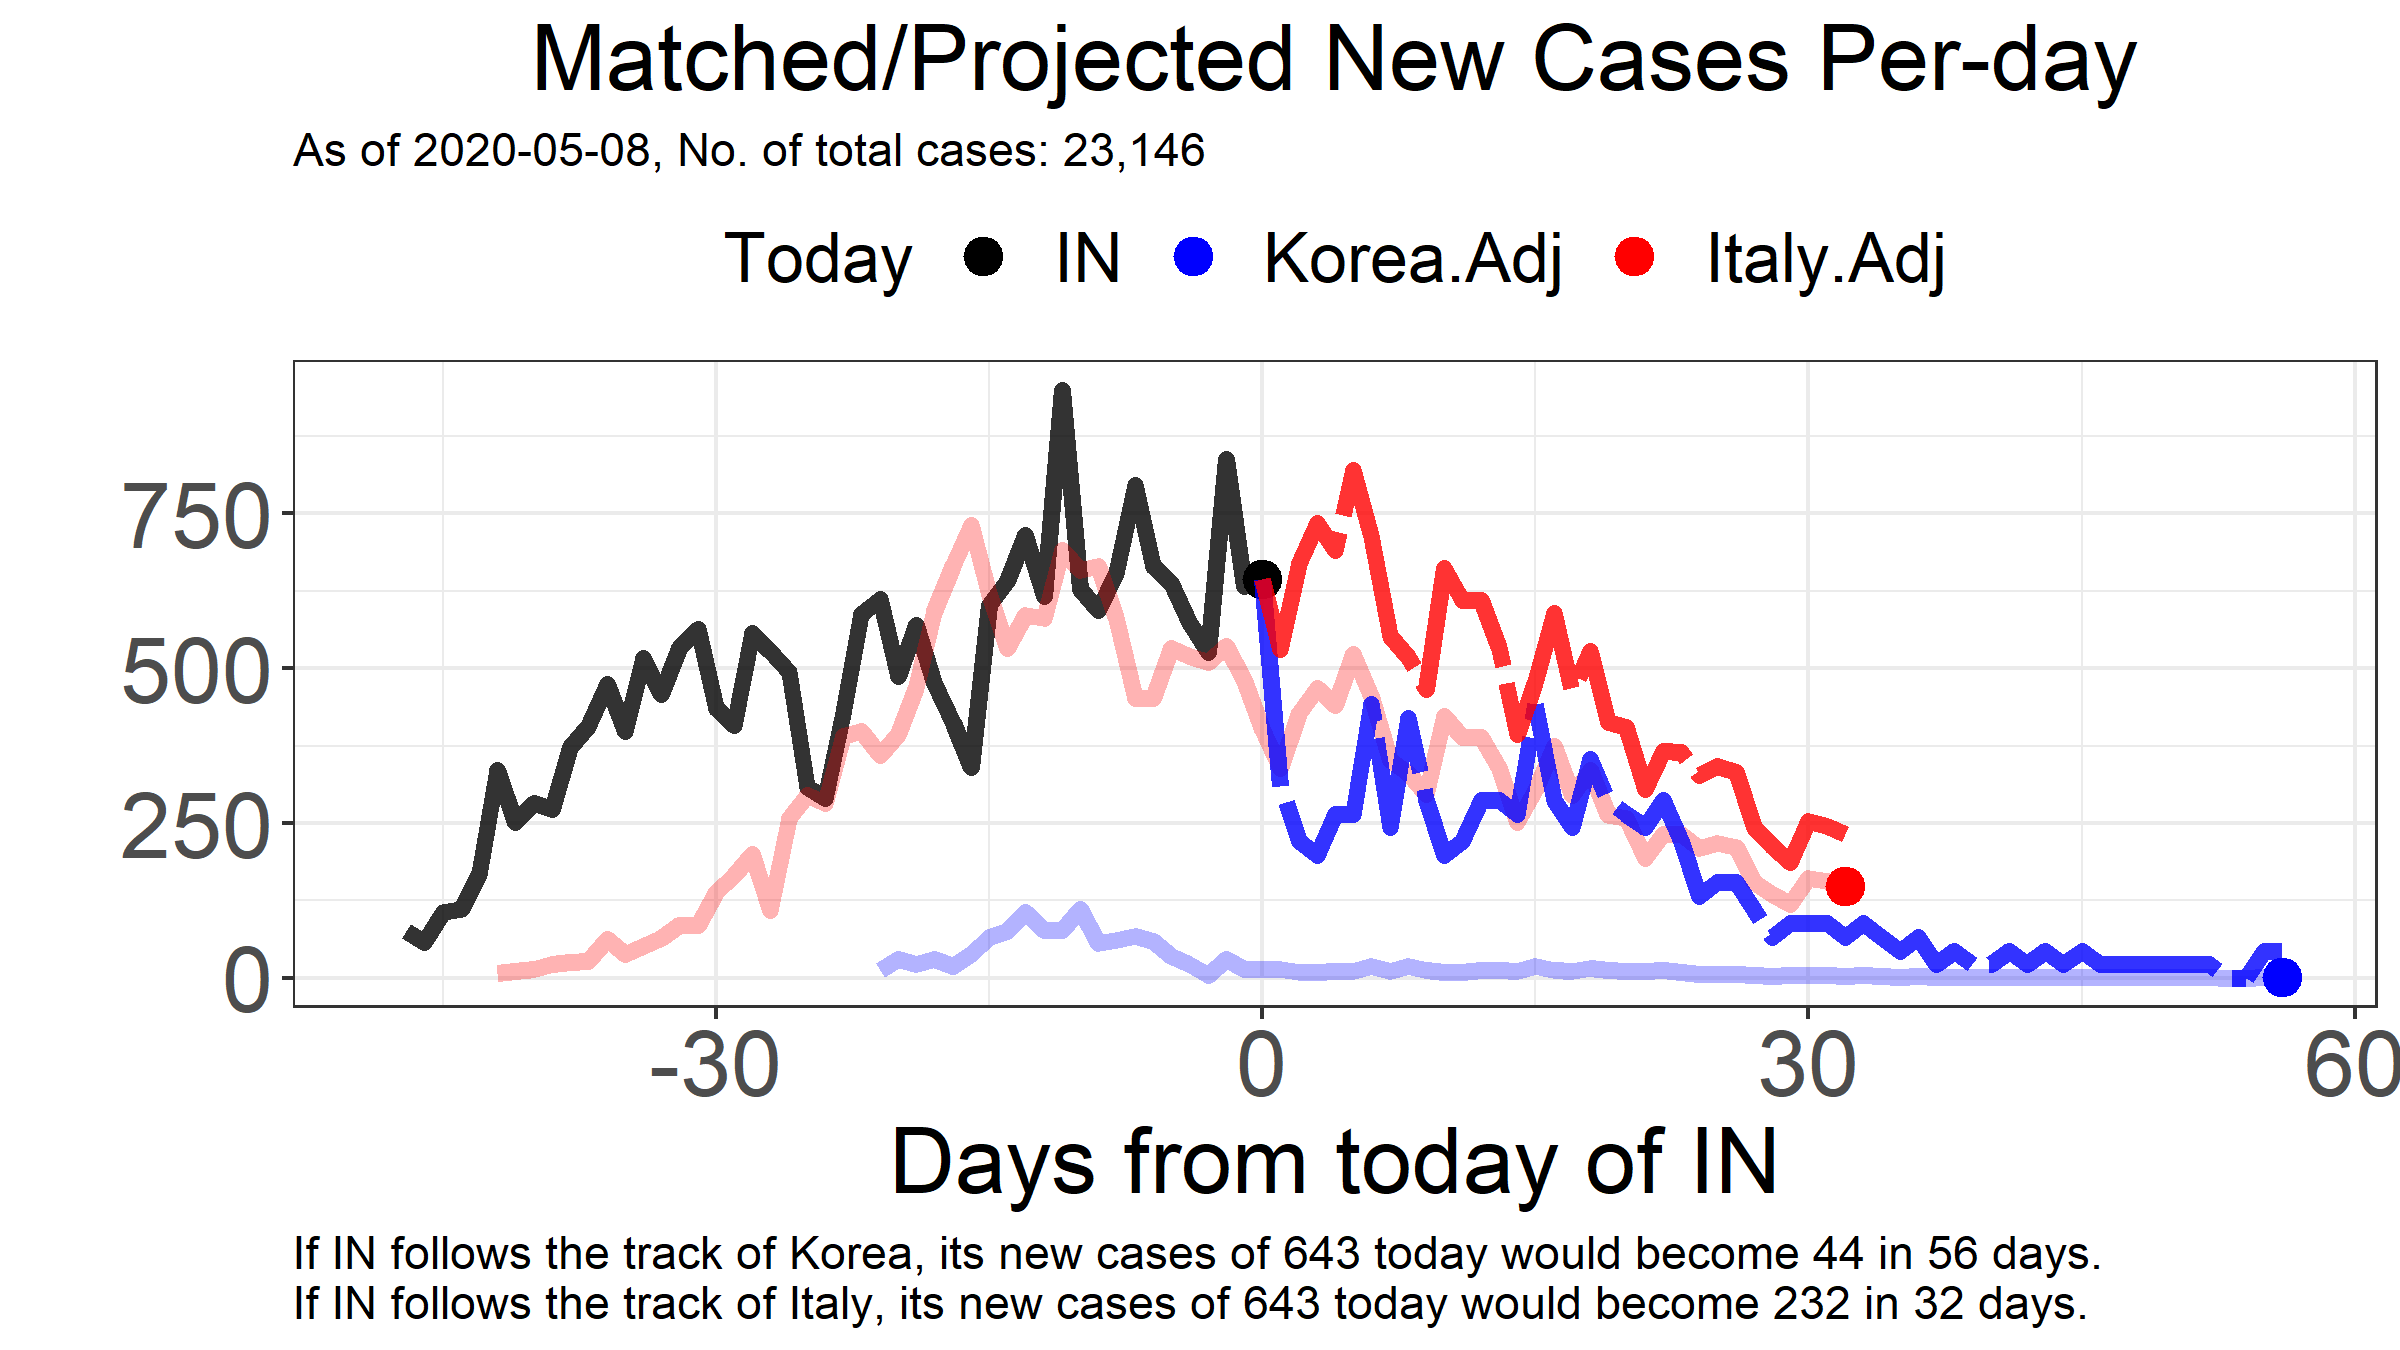 Matched/Projected New Cases Per-day
As of 2020-05-08, No. of total cases: 23,146
Today IN Korea.Adj Italy.Adj
750
500
250
0
-30 0 30 60
Days from today of IN
If IN follows the track of Korea, its new cases of 643 today would become 44 in 56 days.
If IN follows the track of Italy, its new cases of 643 today would become 232 in 32 days.